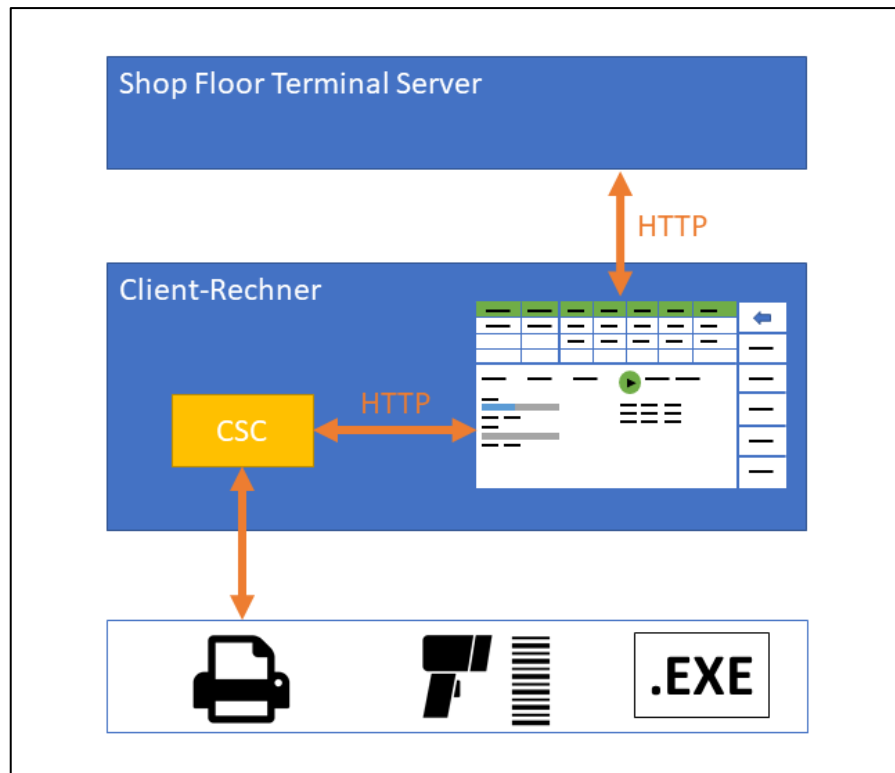 Shop Floor Terminal Server
HTTP
Client-Rechner
HTTP
CSC
.EXE